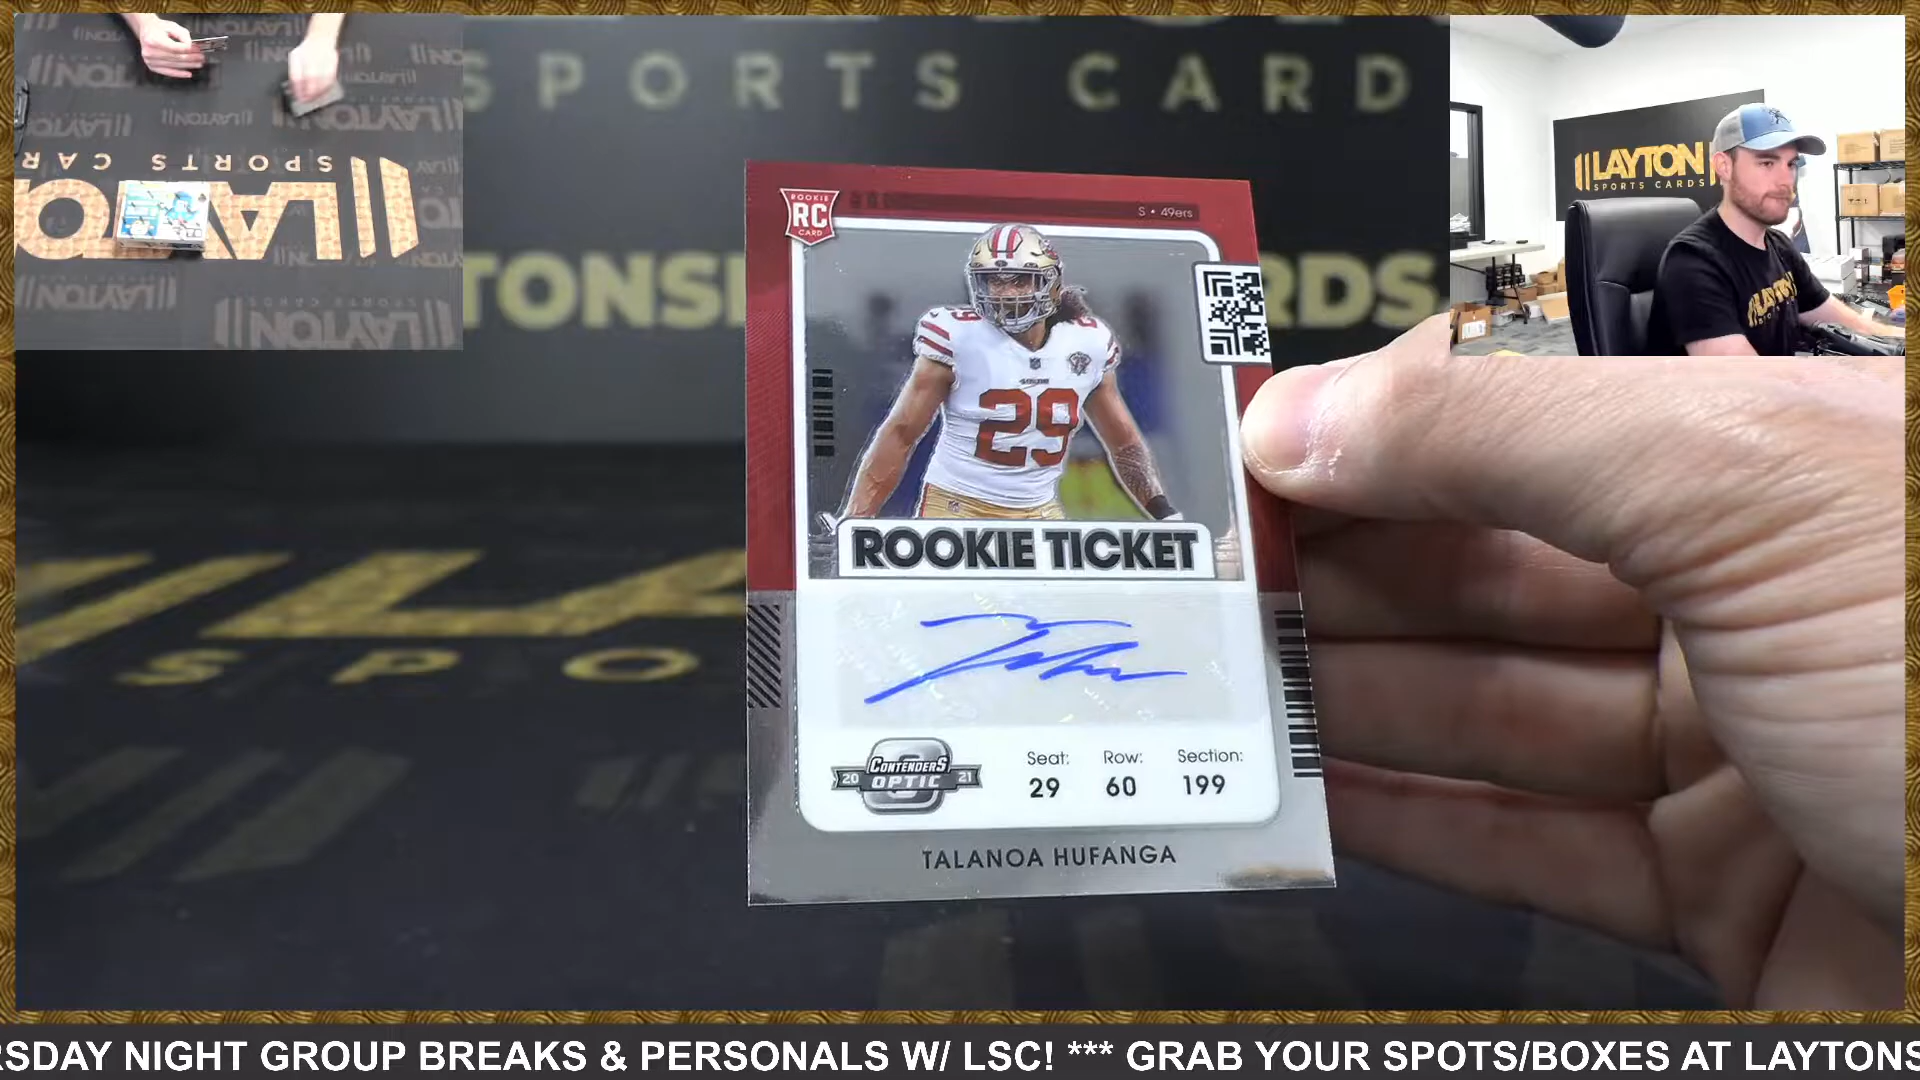 SPORTS CARD
LAYTON
SPORTS CARDS
ROOKIE
RC
CARD
S • 49ers
29
ROOKIE TICKET
20 CONTENDERS 21
OPTIC
Seat: Row: Section:
29 60 199
TALANOA HUFANGA
RSDAY NIGHT GROUP BREAKS & PERSONALS W/ LSC! *** GRAB YOUR SPOTS/BOXES AT LAYTONS